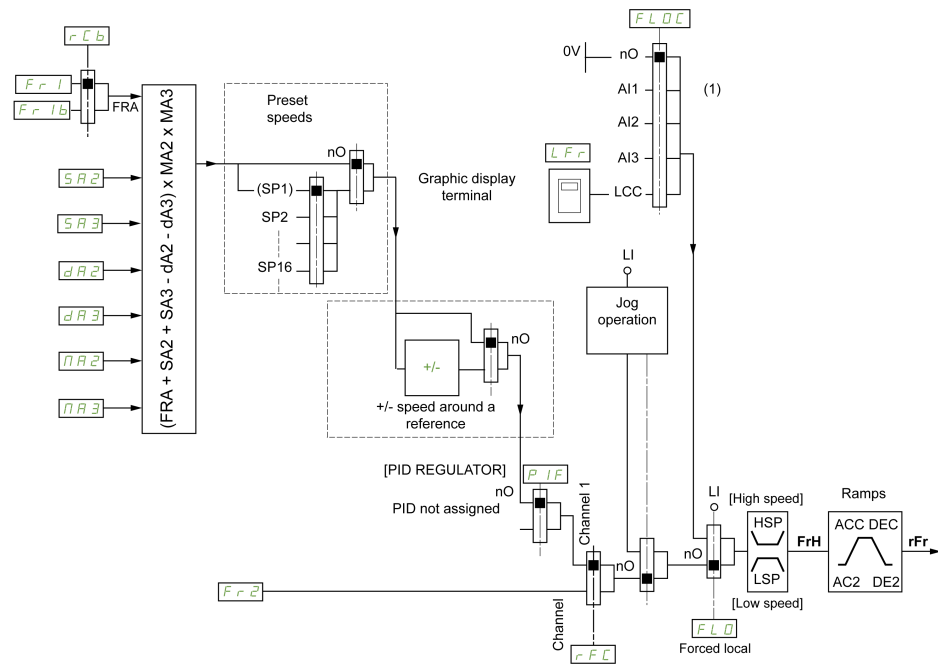 FLOC
rCb
0V
nO
Fr1
FRA
Fr1b
AI1
(1)
Preset
speeds
AI2
nO
LFr
AI3
SA2
Graphic display
terminal
(SP1)
LCC
SA3
SP2
LI
dA2
SP16
Jog
operation
dA3
(FRA + SA2 + SA3 - dA2 - dA3) x MA2 x MA3
nO
MA2
+/-
MA3
+/- speed around a
reference
[PID REGULATOR]
PIF
nO
PID not assigned
Channel 1
LI
[High speed]
Ramps
HSP
ACC DEC
nO
nO
FrH
rFr
LSP
AC2 DE2
Fr2
[Low speed]
Channel
FLO
Forced local
rFC